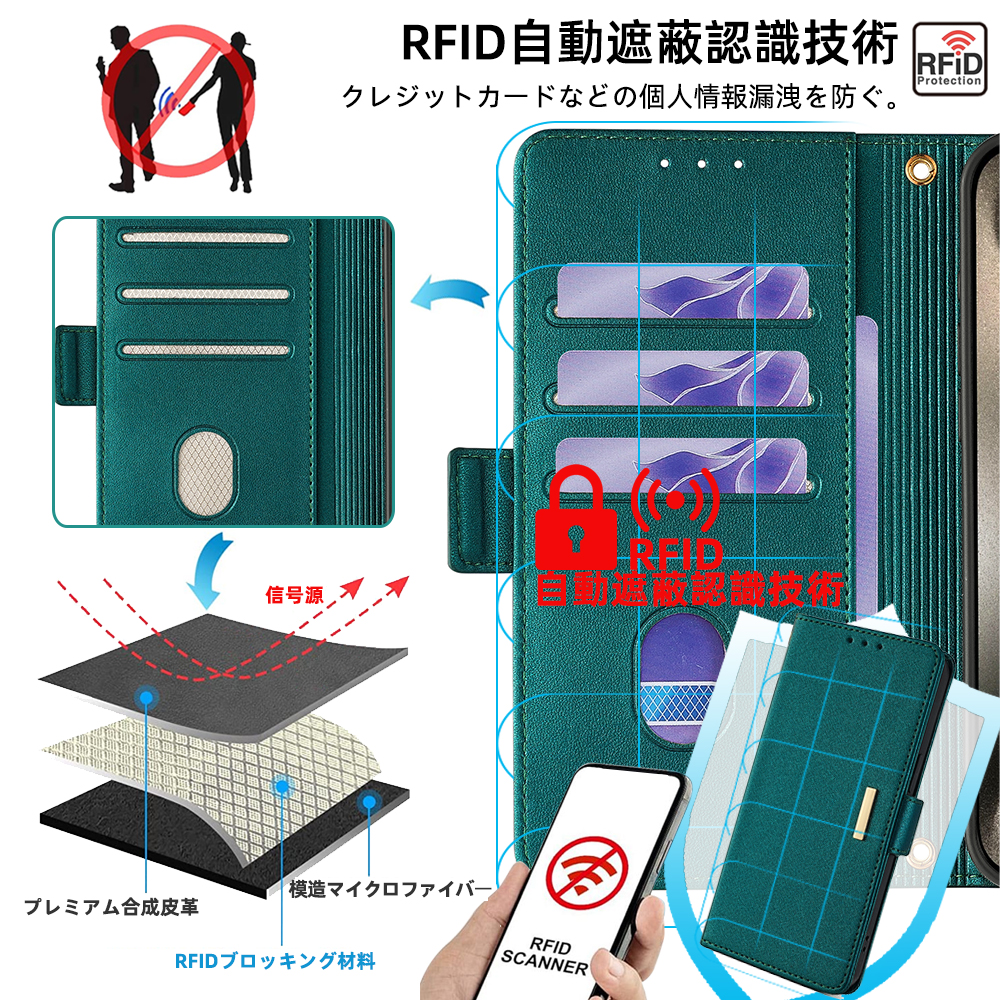 RFID自動遮蔽認識技術
RFiD
Protection
クレジットカードなどの個人情報漏洩を防ぐ。
RFID
自動遮蔽認識技術
信号源
模造マイクロファイバー
プレミアム合成皮革
RFIDブロッキング材料
RFID
SCANNER